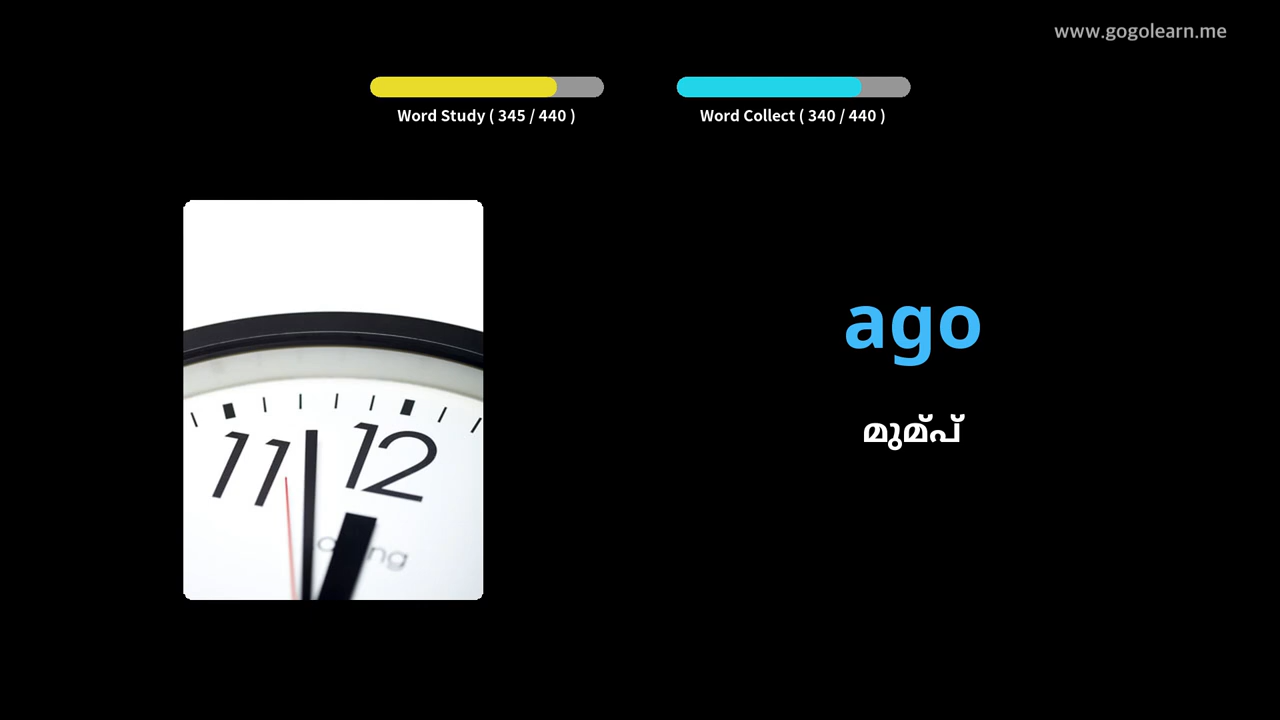 www.gogolearn.me
Word Study ( 345 / 440 )
Word Collect ( 340 / 440 )
ago
മുമ്പ്
11
12